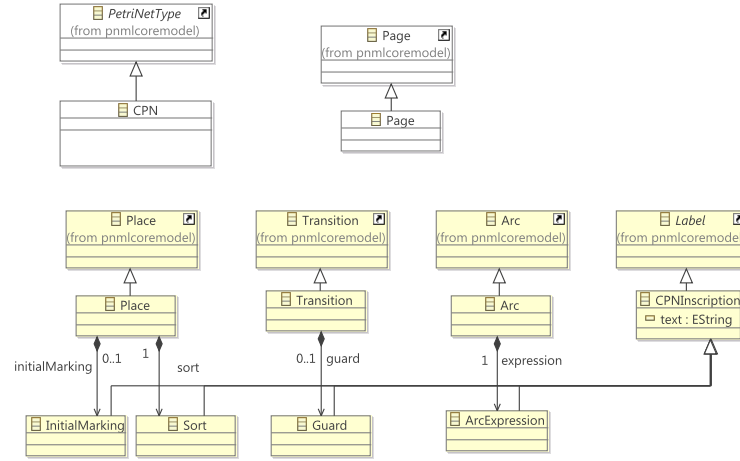 PetriNetType
(from pnmlcoremodel)
CPN
Page
(from pnmlcoremodel)
Page
Place
(from pnmlcoremodel)
Transition
(from pnmlcoremodel)
Arc
(from pnmlcoremodel)
Label
(from pnmlcoremode
Place
Transition
Arc
CPNInscription
text : EString
initialMarking
0..1
1
sort
0..1
guard
1
expression
InitialMarking
Sort
Guard
ArcExpression